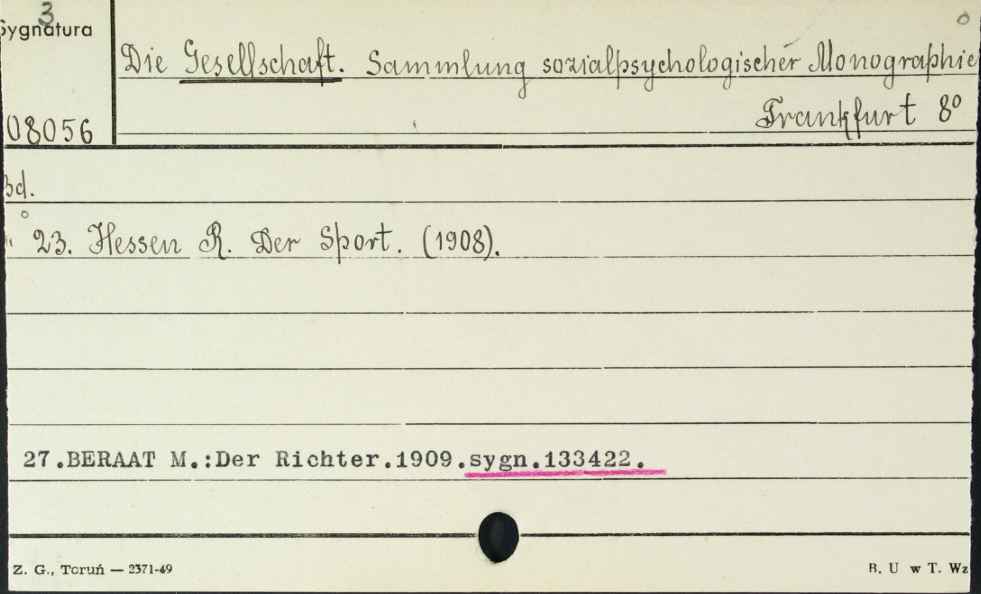 3
Sygnatura
Die Gesellschaft. Sammlung sozialpsychologischer Monographie
Frankfurt 8°
08056
Bd.
" 23. Hessen R. Der Sport. (1908).
27.BERAAT M.:Der Richter.1909.sygn.133422.
Z. G., Toruń — 2371-49
B. U w T. Wz